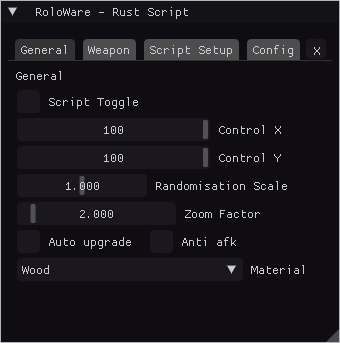 RoloWare - Rust Script
General Weapon Script Setup Config X
General
Script Toggle
100 Control X
100 Control Y
1.000 Randomisation Scale
2.000 Zoom Factor
Auto upgrade Anti afk
Wood Material